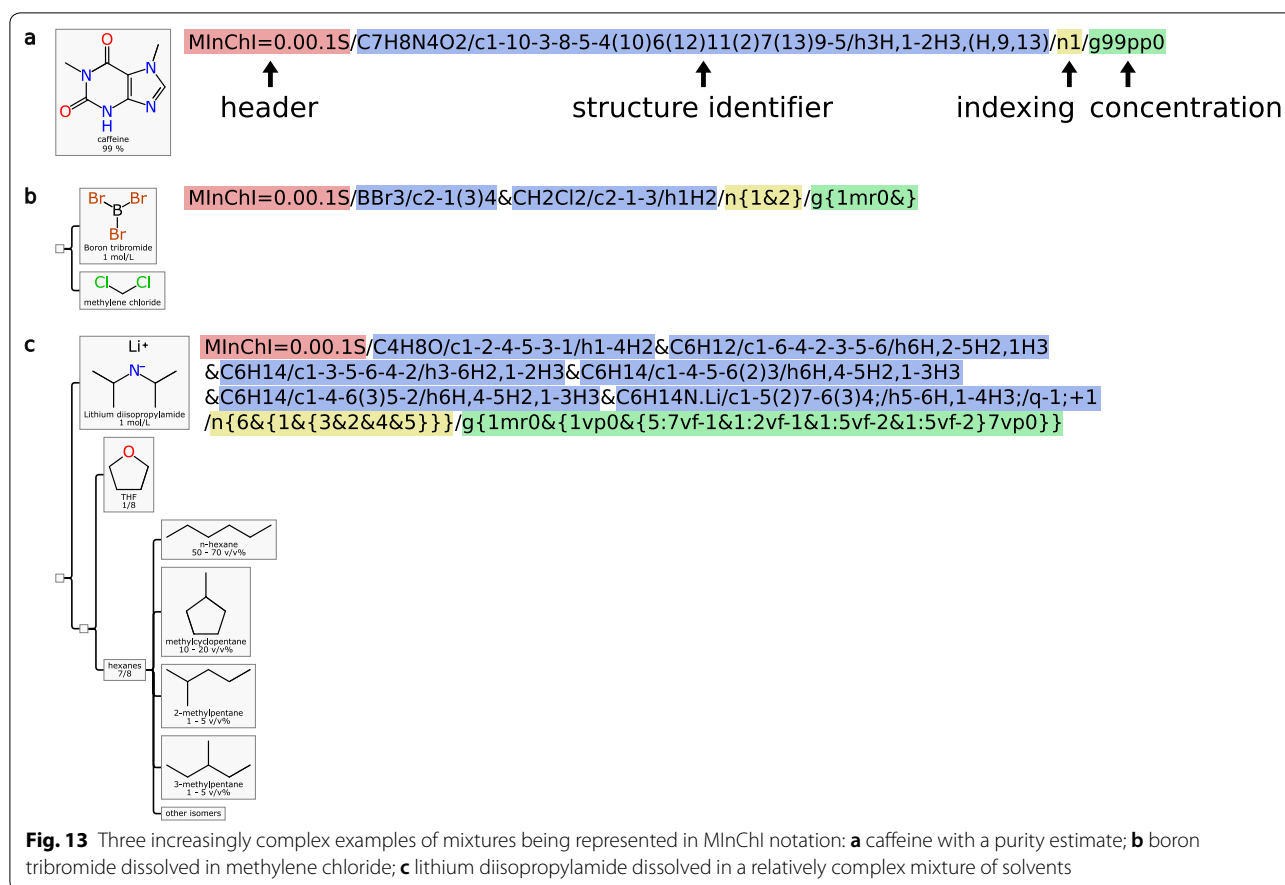 a
O
N
N
O
N
H
N
caffeine
99 %
MInChI=0.00.1S/C7H8N4O2/c1-10-3-8-5-4(10)6(12)11(2)7(13)9-5/h3H,1-2H3,(H,9,13)/n1/g99pp0
header structure identifier indexing concentration
b
Br Br
B
Br
Boron tribromide
1 mol/L
Cl Cl
methylene chloride
MInChI=0.00.1S/BBr3/c2-1(3)4&CH2Cl2/c2-1-3/h1H2/n{1&2}/g{1mr0&}
c
Li+
N-
Lithium diisopropylamide
1 mol/L
MInChI=0.00.1S/C4H8O/c1-2-4-5-3-1/h1-4H2&C6H12/c1-6-4-2-3-5-6/h6H,2-5H2,1H3
&C6H14/c1-3-5-6-4-2/h3-6H2,1-2H3&C6H14/c1-4-5-6(2)3/h6H,4-5H2,1-3H3
&C6H14/c1-4-6(3)5-2/h6H,4-5H2,1-3H3&C6H14N.Li/c1-5(2)7-6(3)4;/h5-6H,1-4H3;/q-1;+1
/n{6&{1&{3&2&4&5}}}/g{1mr0&{1vp0&{5:7vf-1&1:2vf-1&1:5vf-2&1:5vf-2}7vp0}}
O
THF
1/8
n-hexane
50 - 70 v/v%
methylcyclopentane
10 - 20 v/v%
hexanes
7/8
2-methylpentane
1 - 5 v/v%
3-methylpentane
1 - 5 v/v%
other isomers
Fig. 13 Three increasingly complex examples of mixtures being represented in MInChI notation: a caffeine with a purity estimate; b boron
tribromide dissolved in methylene chloride; c lithium diisopropylamide dissolved in a relatively complex mixture of solvents